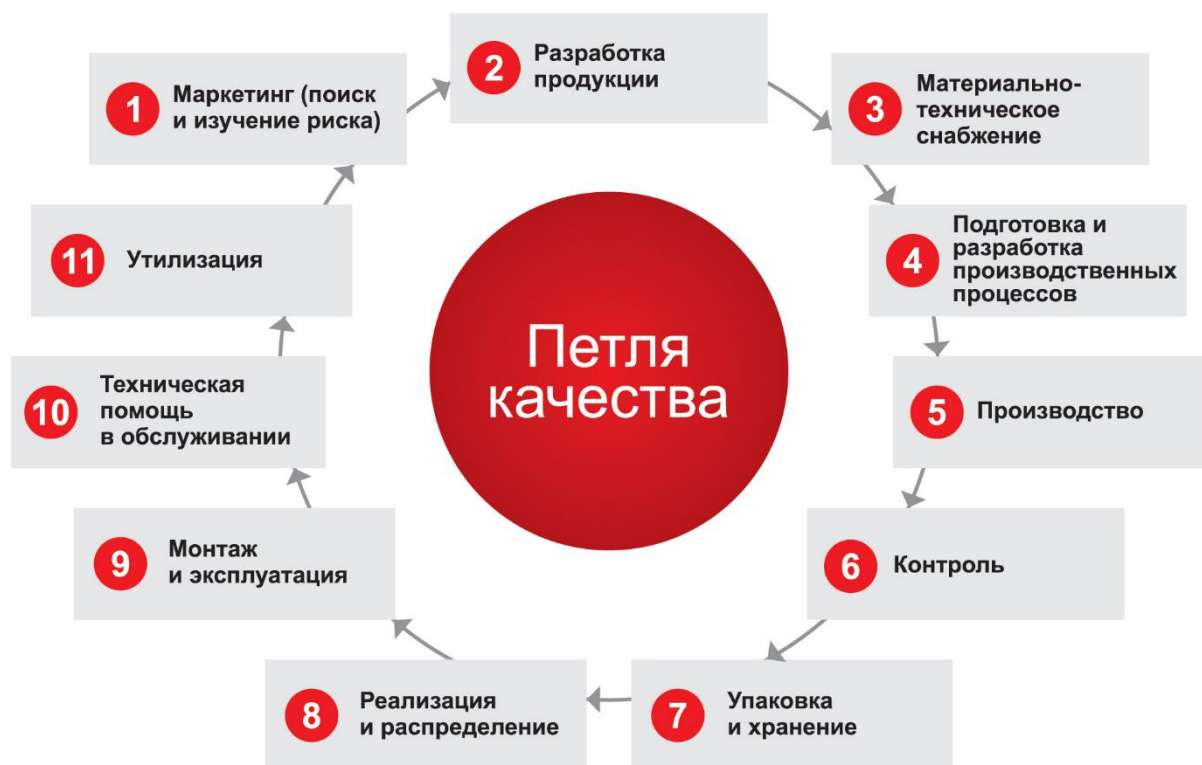 1
Маркетинг (поиск
и изучение риска)
2
Разработка
продукции
3
Материально-
техническое
снабжение
4
Подготовка и
разработка
производственных
процессов
5
Производство
6
Контроль
7
Упаковка
и хранение
8
Реализация
и распределение
9
Монтаж
и эксплуатация
10
Техническая
помощь
в обслуживании
11
Утилизация
Петля
качества